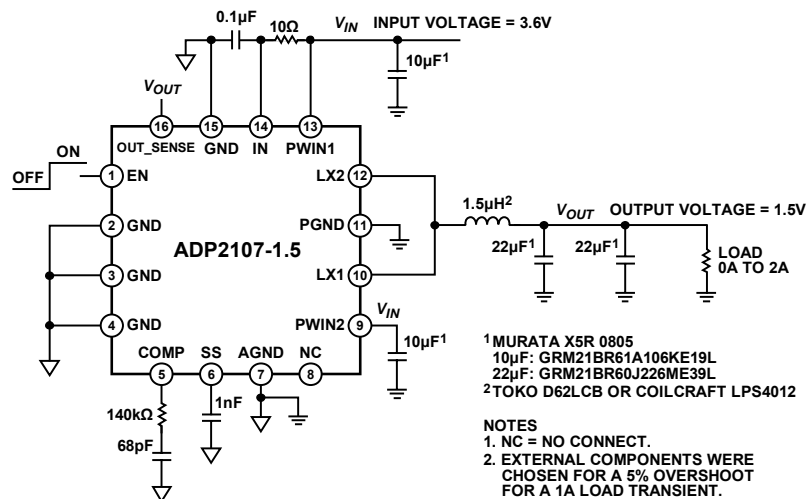 0.1µF
10Ω
VIN
INPUT VOLTAGE = 3.6V
10µF1
VOUT
16
15
14
13
OUT_SENSE
GND
IN
PWIN1
ON
OFF
1
EN
LX2
12
2
GND
PGND
11
1.5µH2
VOUT
OUTPUT VOLTAGE = 1.5V
22µF1
22µF1
LOAD
0A TO 2A
ADP2107-1.5
3
GND
LX1
10
4
GND
PWIN2
9
VIN
10µF1
COMP
SS
AGND
NC
5
6
7
8
140kΩ
68pF
1nF
1MURATA X5R 0805
10µF: GRM21BR61A106KE19L
22µF: GRM21BR60J226ME39L
2TOKO D62LCB OR COILCRAFT LPS4012
NOTES
1. NC = NO CONNECT.
2. EXTERNAL COMPONENTS WERE
CHOSEN FOR A 5% OVERSHOOT
FOR A 1A LOAD TRANSIENT.